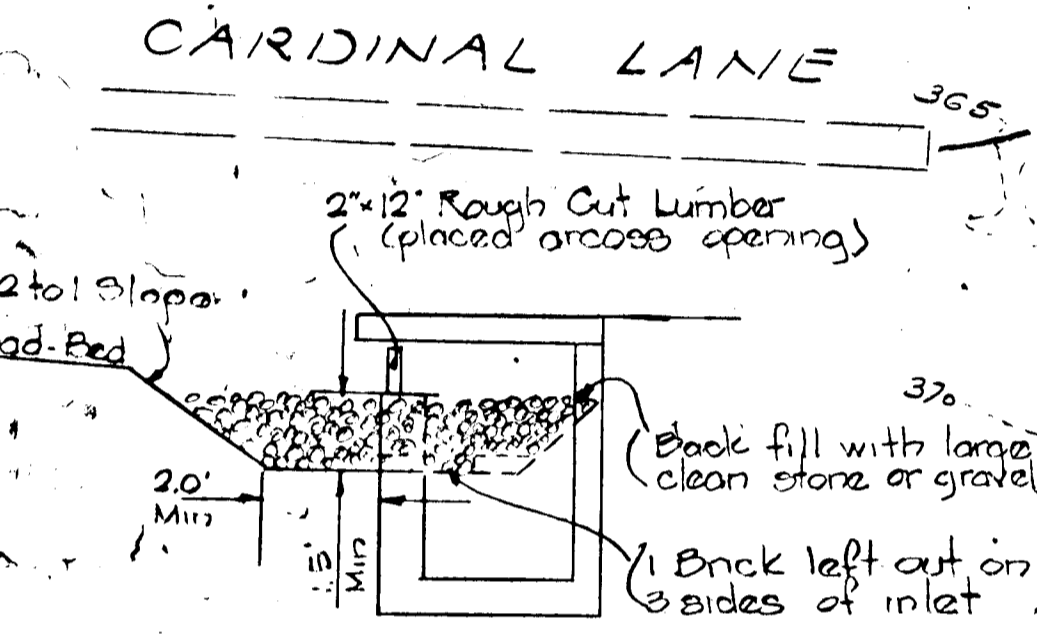 CARDINAL LANE
365
2"x12" Rough Cut Lumber
(placed arcoss opening)
2 to 1 Slope
ad-Bed
370
Back fill with large
clean stone or gravel
2.0'
Min
Min
1 Brick left out on
3 sides of inlet